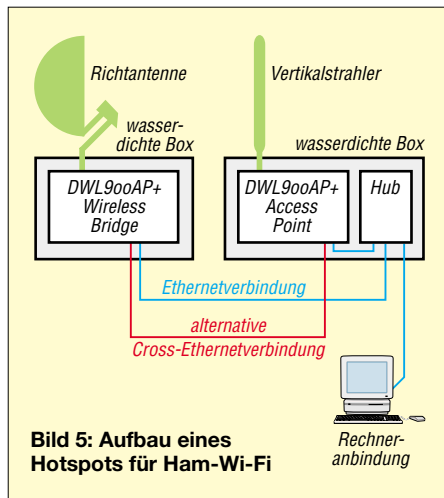 Richtantenne
wasser-
dichte Box
DWL9ooAP+
Wireless
Bridge
Vertikalstrahler
wasserdichte Box
DWL9ooAP+
Access
Point
Hub
Ethernetverbindung
alternative
Cross-Ethernetverbindung
Rechner-
anbindung
Bild 5: Aufbau eines
Hotspots für Ham-Wi-Fi